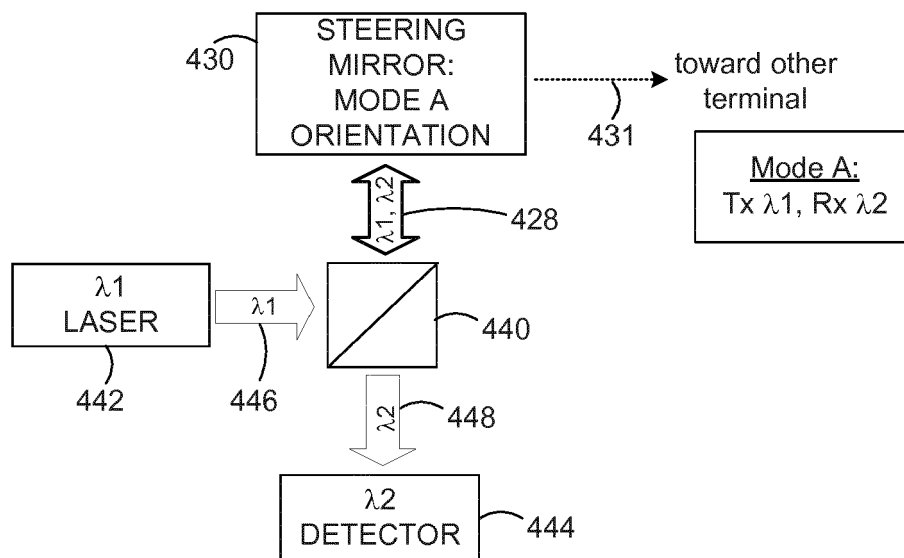 430
STEERING
MIRROR:
MODE A
ORIENTATION
431
toward other
terminal
Mode A:
Tx λ1, Rx λ2
λ1, λ2
428
λ1
LASER
442
λ1
446
440
λ2
448
λ2
DETECTOR
444